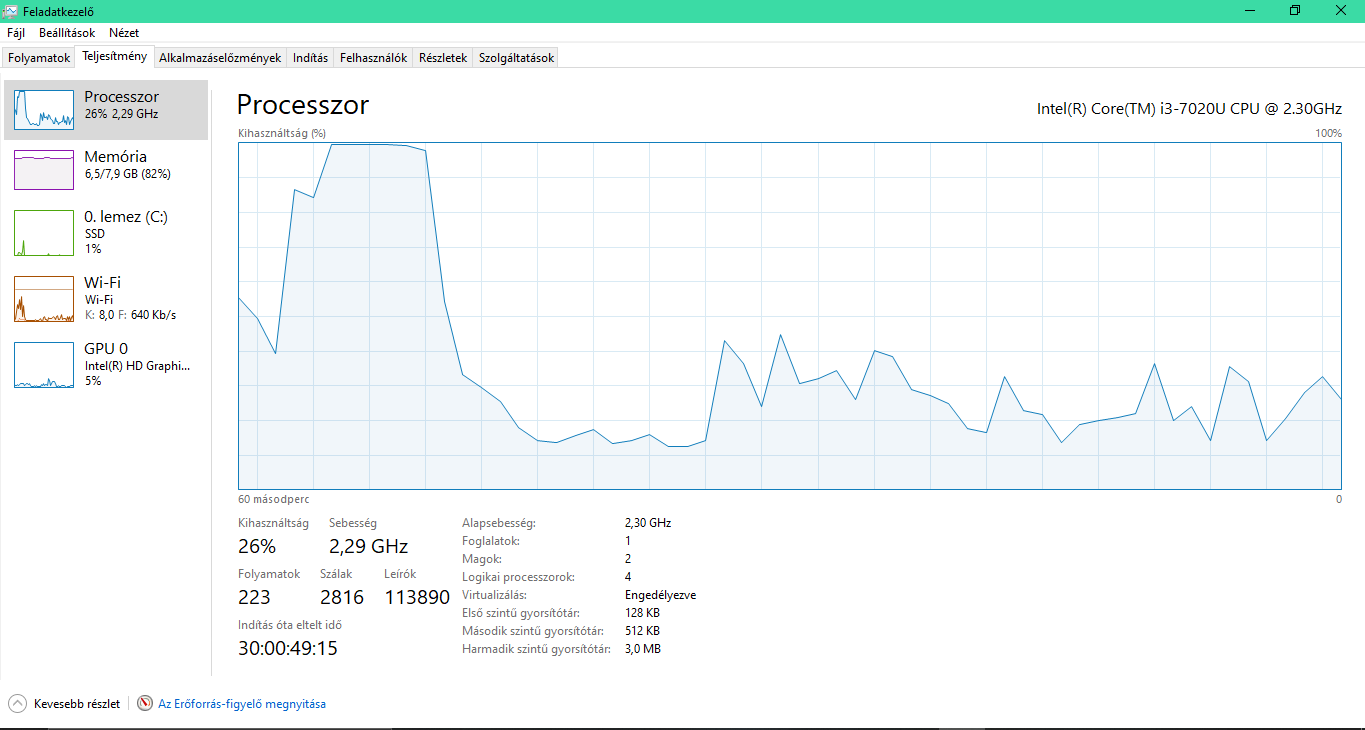 Feladatkezelő
Fájl Beállítások Nézet
Folyamatok Teljesítmény Alkalmazáselőzmények Indítás Felhasználók Részletek Szolgáltatások
Processzor
26% 2,29 GHz
Memória
6,5/7,9 GB (82%)
0. lemez (C:)
SSD
1%
Wi-Fi
Wi-Fi
K: 8,0 F: 640 Kb/s
GPU 0
Intel(R) HD Graphi...
5%
Processzor
Intel(R) Core(TM) i3-7020U CPU @ 2.30GHz
Kihasználtság (%)
100%
60 másodperc
0
Kihasználtság Sebesség
26% 2,29 GHz
Folyamatok Szálak Leírók
223 2816 113890
Indítás óta eltelt idő
30:00:49:15
Alapsebesség: 2,30 GHz
Foglalatok: 1
Magok: 2
Logikai processzorok: 4
Virtualizálás: Engedélyezve
Első szintű gyorsítótár: 128 KB
Második szintű gyorsítótár: 512 KB
Harmadik szintű gyorsítótár: 3,0 MB
Kevesebb részlet
Az Erőforrás-figyelő megnyitása